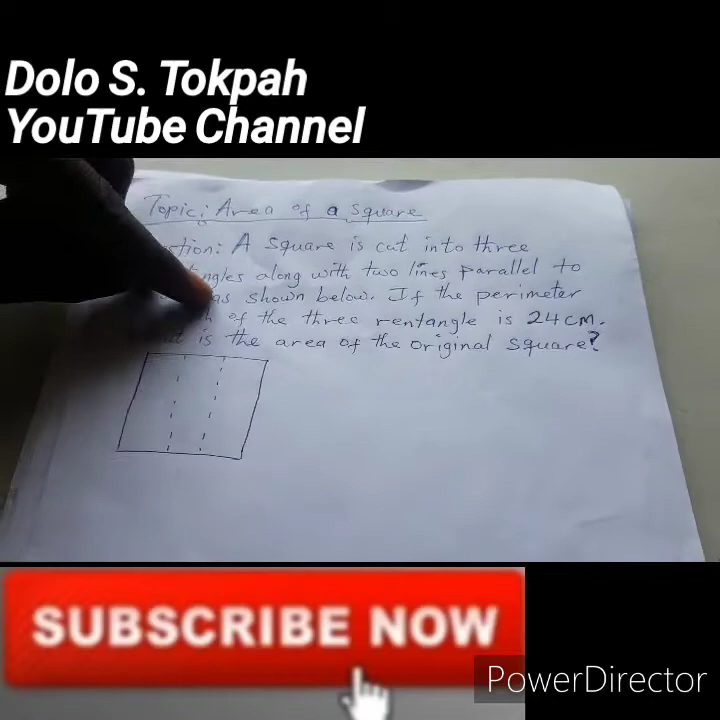 Dolo S. Tokpah
YouTube Channel
Topic: Area of a square
A square is cut into three
along with two lines parallel to
as shown below. If the perimeter
of the three rentangle is 24cm.
is the area of the original square?
SUBSCRIBE NOW
PowerDirector